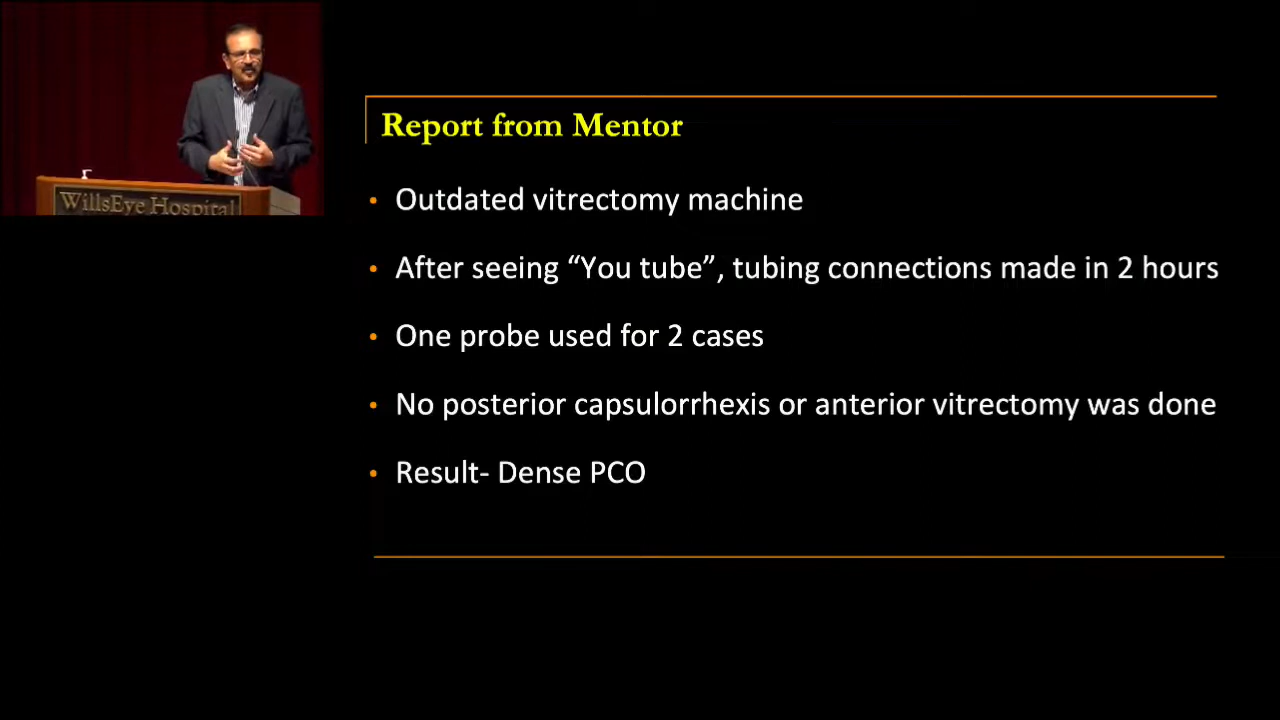 WillsEye Hospital
Report from Mentor
• Outdated vitrectomy machine
• After seeing “You tube”, tubing connections made in 2 hours
• One probe used for 2 cases
• No posterior capsulorrhexis or anterior vitrectomy was done
• Result- Dense PCO